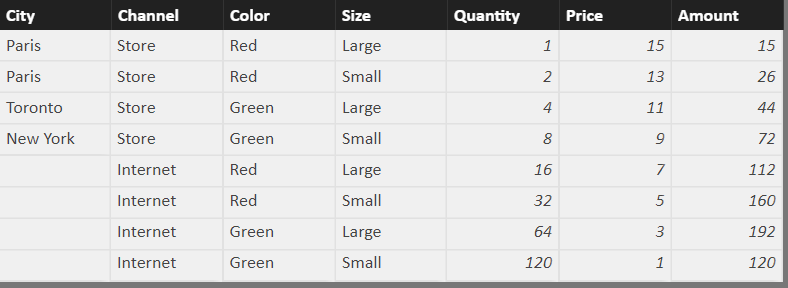 City Channel Color Size Quantity Price Amount
Paris Store Red Large 1 15 15
Paris Store Red Small 2 13 26
Toronto Store Green Large 4 11 44
New York Store Green Small 8 9 72
Internet Red Large 16 7 112
Internet Red Small 32 5 160
Internet Green Large 64 3 192
Internet Green Small 120 1 120